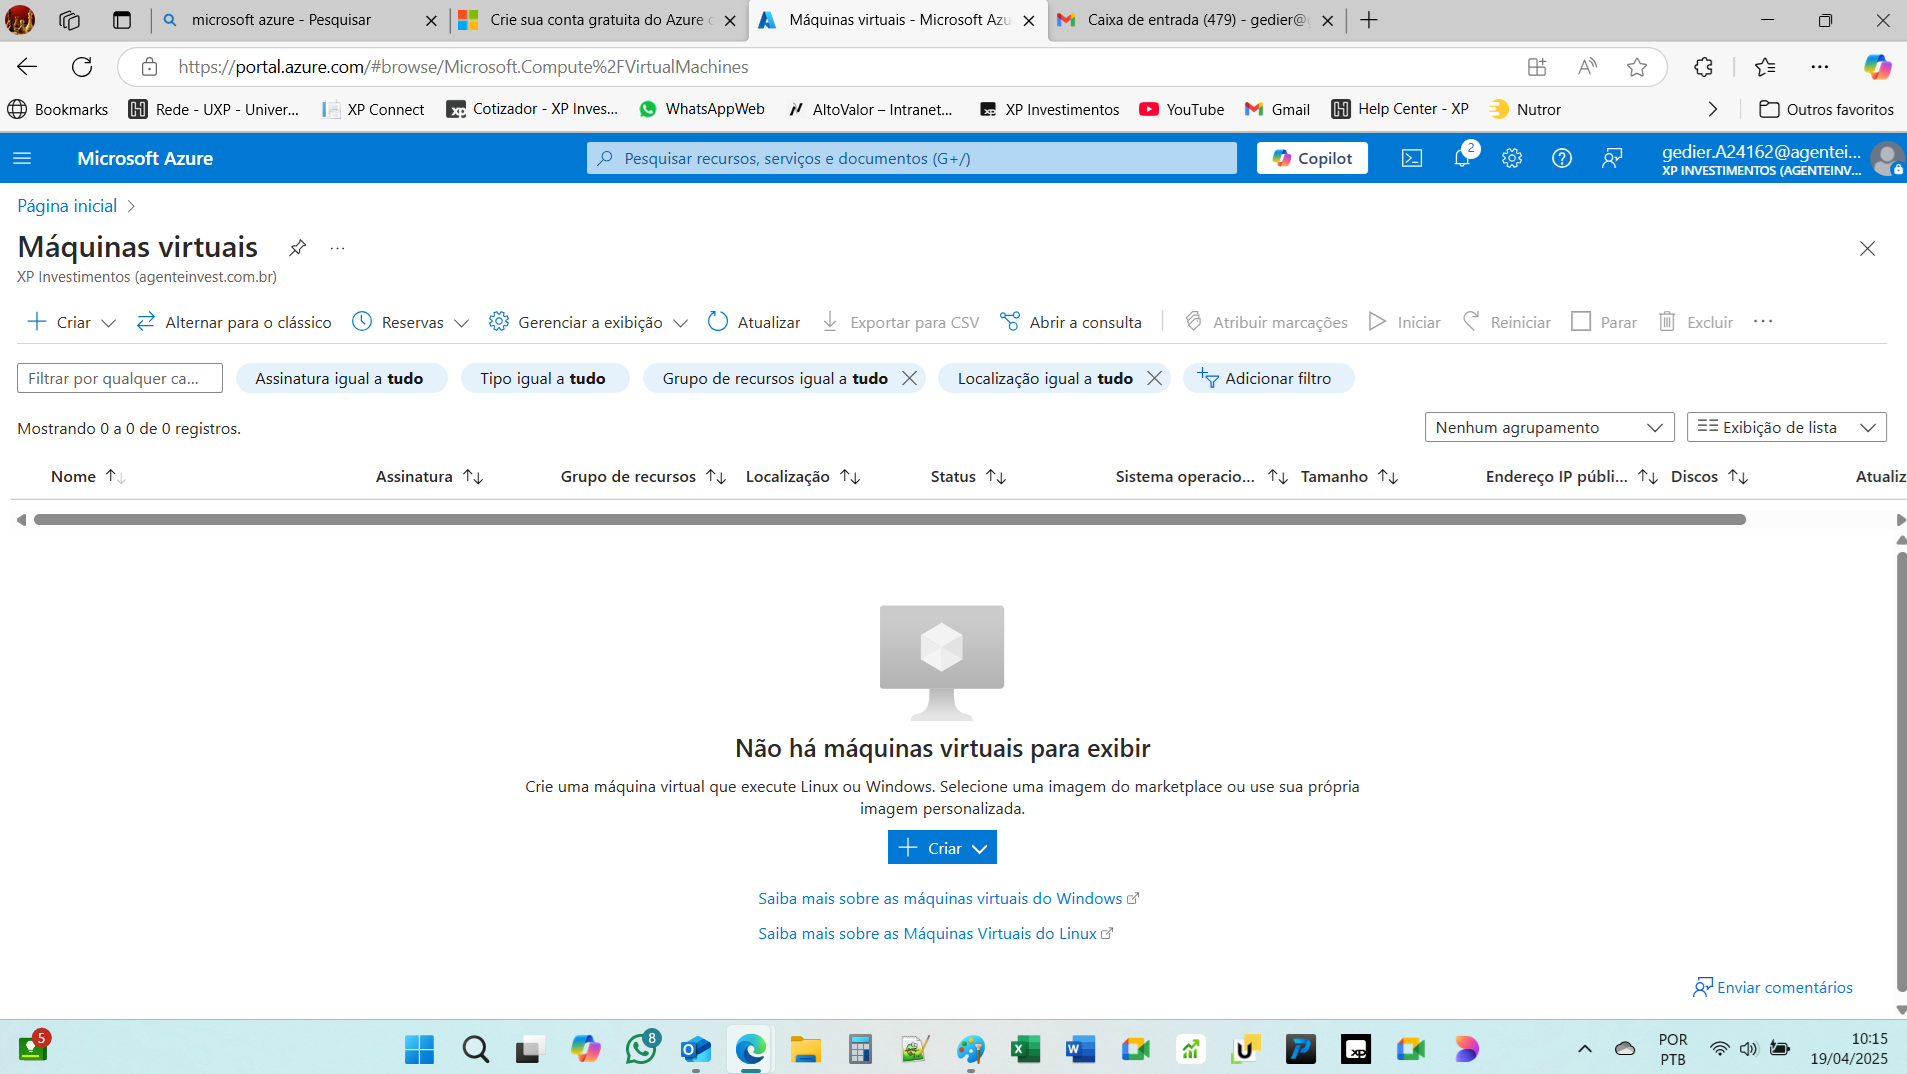 microsoft azure - Pesquisar
Crie sua conta gratuita do Azure
Máquinas virtuais - Microsoft Azu
Caixa de entrada (479) - gedier@
https://portal.azure.com/#browse/Microsoft.Compute%2FVirtualMachines
Bookmarks
Rede - UXP - Univer...
XP Connect
Cotizador - XP Inves...
WhatsAppWeb
AltoValor – Intranet...
XP Investimentos
YouTube
Gmail
Help Center - XP
Nutror
Outros favoritos
Microsoft Azure
Pesquisar recursos, serviços e documentos (G+/)
Copilot
2
gedier.A24162@agentei...
XP INVESTIMENTOS (AGENTEINV...
Página inicial
Máquinas virtuais
XP Investimentos (agenteinvest.com.br)
Criar
Alternar para o clássico
Reservas
Gerenciar a exibição
Atualizar
Exportar para CSV
Abrir a consulta
Atribuir marcações
Iniciar
Reiniciar
Parar
Excluir
Filtrar por qualquer ca...
Assinatura igual a tudo
Tipo igual a tudo
Grupo de recursos igual a tudo
Localização igual a tudo
Adicionar filtro
Mostrando 0 a 0 de 0 registros.
Nenhum agrupamento
Exibição de lista
Nome
Assinatura
Grupo de recursos
Localização
Status
Sistema operacio...
Tamanho
Endereço IP públi...
Discos
Atualiz
Não há máquinas virtuais para exibir
Crie uma máquina virtual que execute Linux ou Windows. Selecione uma imagem do marketplace ou use sua própria
imagem personalizada.
Criar
Saiba mais sobre as máquinas virtuais do Windows
Saiba mais sobre as Máquinas Virtuais do Linux
Enviar comentários
5
8
POR
PTB
10:15
19/04/2025